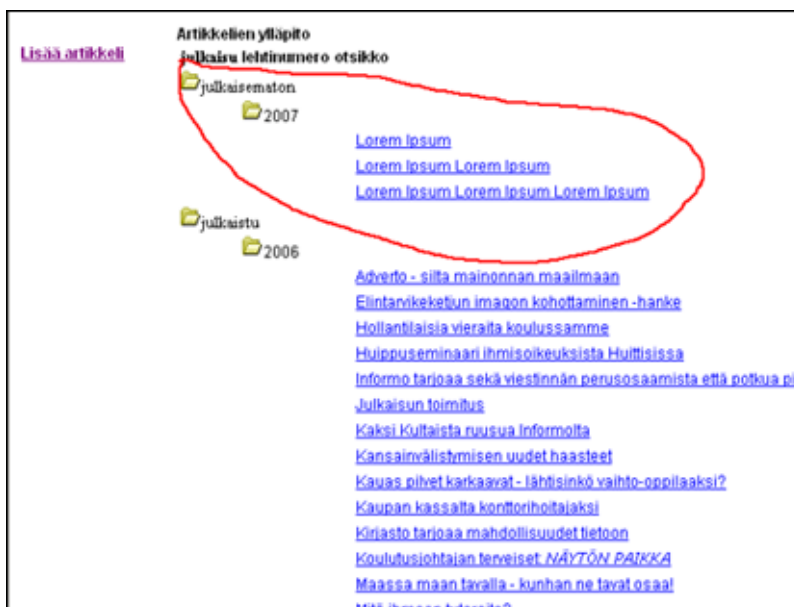 Artikkelien ylläpito
Lisää artikkeli
julkaisu lehtinumero otsikko
julkaisematon
2007
Lorem Ipsum
Lorem Ipsum Lorem Ipsum
Lorem Ipsum Lorem Ipsum Lorem Ipsum
julkaistu
2006
Adverto - silta mainonnan maailmaan
Elintarvikeketjun imagon kohottaminen -hanke
Hollantilaisia vieraita koulussamme
Huippuseminaari ihmisoikeuksista Huittisissa
Informo tarjoaa sekä viestinnän perusosaamista että potkua
Julkaisun toimitus
Kaksi Kultaista ruusua Informolta
Kansainvälistymisen uudet haasteet
Kauas pilvet karkaavat - lähtisinkö vaihto-oppilaaksi?
Kaupan kassalta konttorihoitajaksi
Kirjasto tarjoaa mahdollisuudet tietoon
Koulutusjohtajan terveiset: NÄYTÖN PAIKKA
Maassa maan tavalla - kunhan ne tavat osaa!